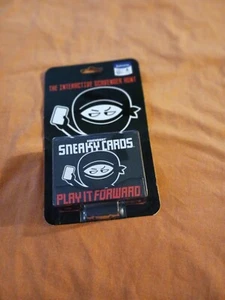 THE INTERACTIVE SCAVENGER HUNT
SNEAKY CARDS
PLAY IT FORWARD